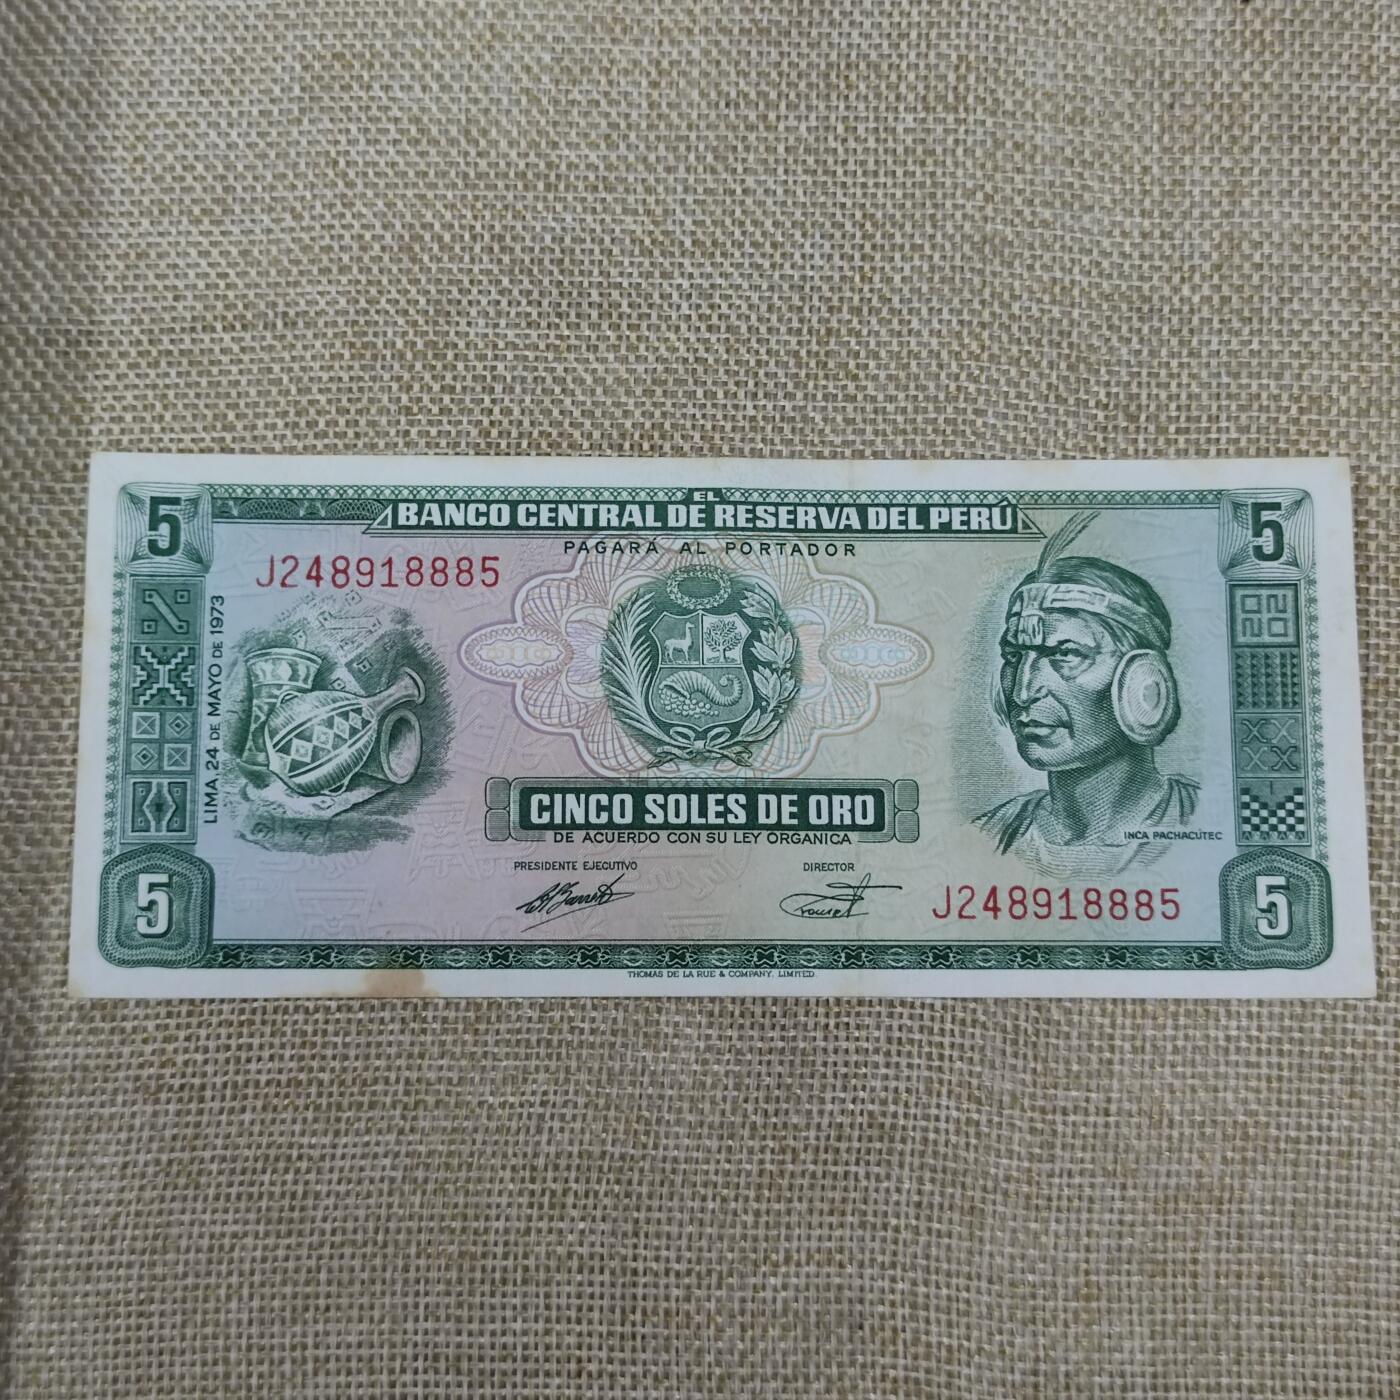 5
EL
5
BANCO CENTRAL DE RESERVA DEL PERÚ
PAGARÁ AL PORTADOR
J248918885
LIMA, 24 DE MAYO DE 1973
CINCO SOLES DE ORO
DE ACUERDO CON SU LEY ORGANICA
INCA PACHACÚTEC
PRESIDENTE EJECUTIVO
DIRECTOR
J248918885
5
5
THOMAS DE LA RUE & COMPANY, LIMITED.